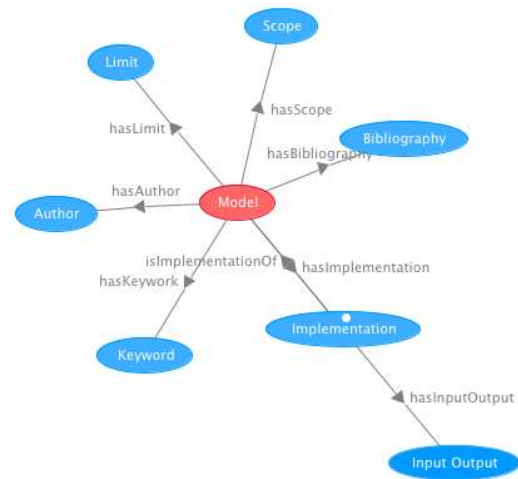 Scope
Limit
hasScope
hasLimit
Bibliography
hasBibliography
hasAuthor
Model
Author
isImplementationOf
hasImplementation
hasKeywork
Implementation
Keyword
hasInputOutput
Input Output